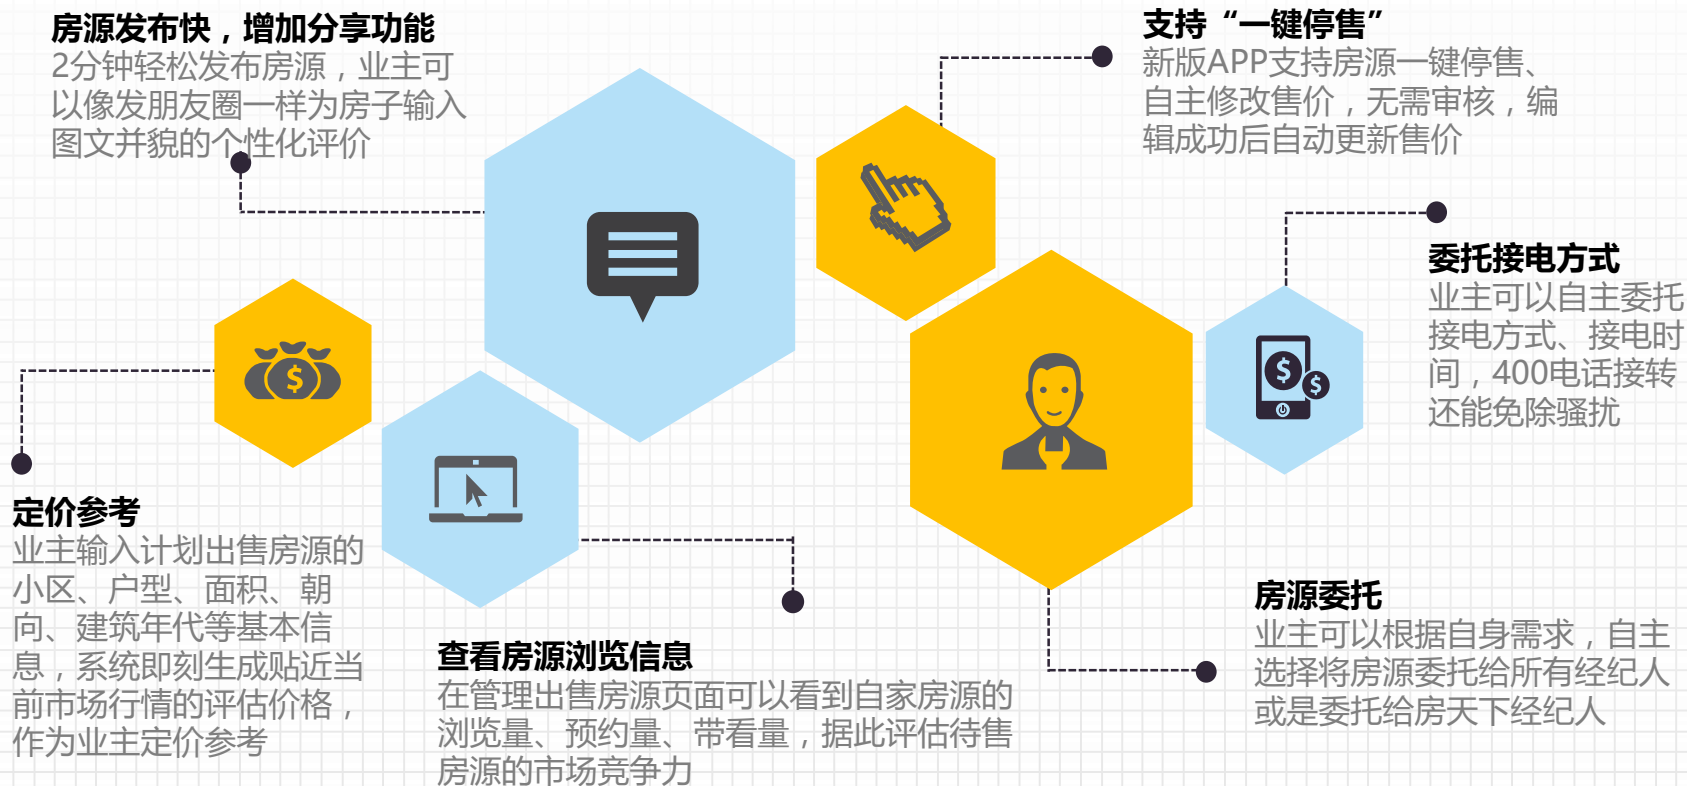 房源发布快，增加分享功能
2分钟轻松发布房源，业主可
以像发朋友圈一样为房子输入
图文并貌的个性化评价
支持“一键停售”
新版APP支持房源一键停售、
自主修改售价，无需审核，编
辑成功后自动更新售价
委托接电方式
业主可以自主委托
接电方式、接电时
间，400电话接转
还能免除骚扰
定价参考
业主输入计划出售房源的
小区、户型、面积、朝
向、建筑年代等基本信
息，系统即刻生成贴近当
前市场行情的评估价格，
作为业主定价参考
查看房源浏览信息
在管理出售房源页面可以看到自家房源的
浏览量、预约量、带看量，据此评估待售
房源的市场竞争力
房源委托
业主可以根据自身需求，自主
选择将房源委托给所有经纪人
或是委托给房天下经纪人